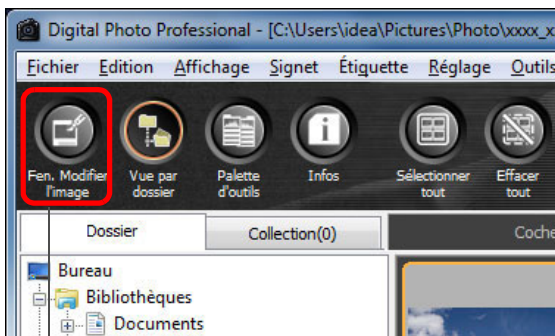 Digital Photo Professional - [C:\Users\idea\Pictures\Photo\xxxx_x
Fichier Edition Affichage Signet Étiquette Réglage Outils
Fen. Modifier l'image
Vue par dossier
Palette d'outils
Infos
Sélectionner tout
Effacer tout
Dossier Collection(0) Coche
Bureau
Bibliothèques
Documents